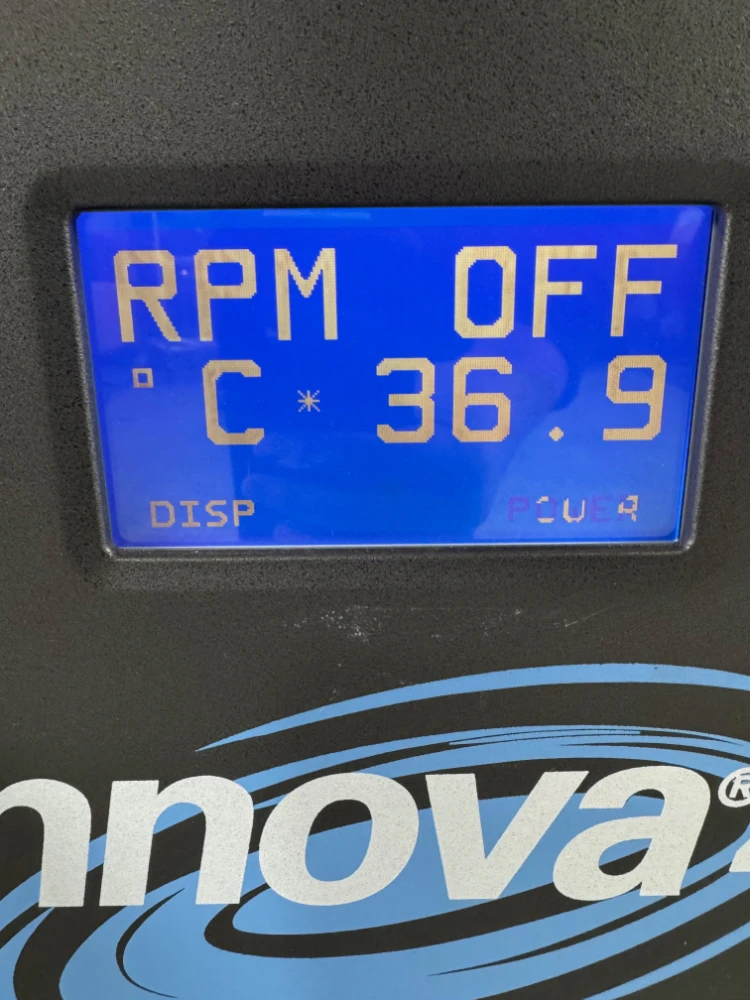 RPM OFF
°C * 36.9
DISP POWER
nnova®